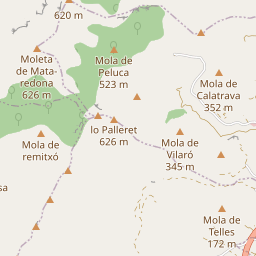 620 m
Moleta
de Mata-
redona
626 m
Mola de
Peluca
523 m
Mola de
Calatrava
352 m
lo Palleret
626 m
Mola de
remitxó
Mola de
Vilaró
345 m
sa
Mola de
Telles
172 m